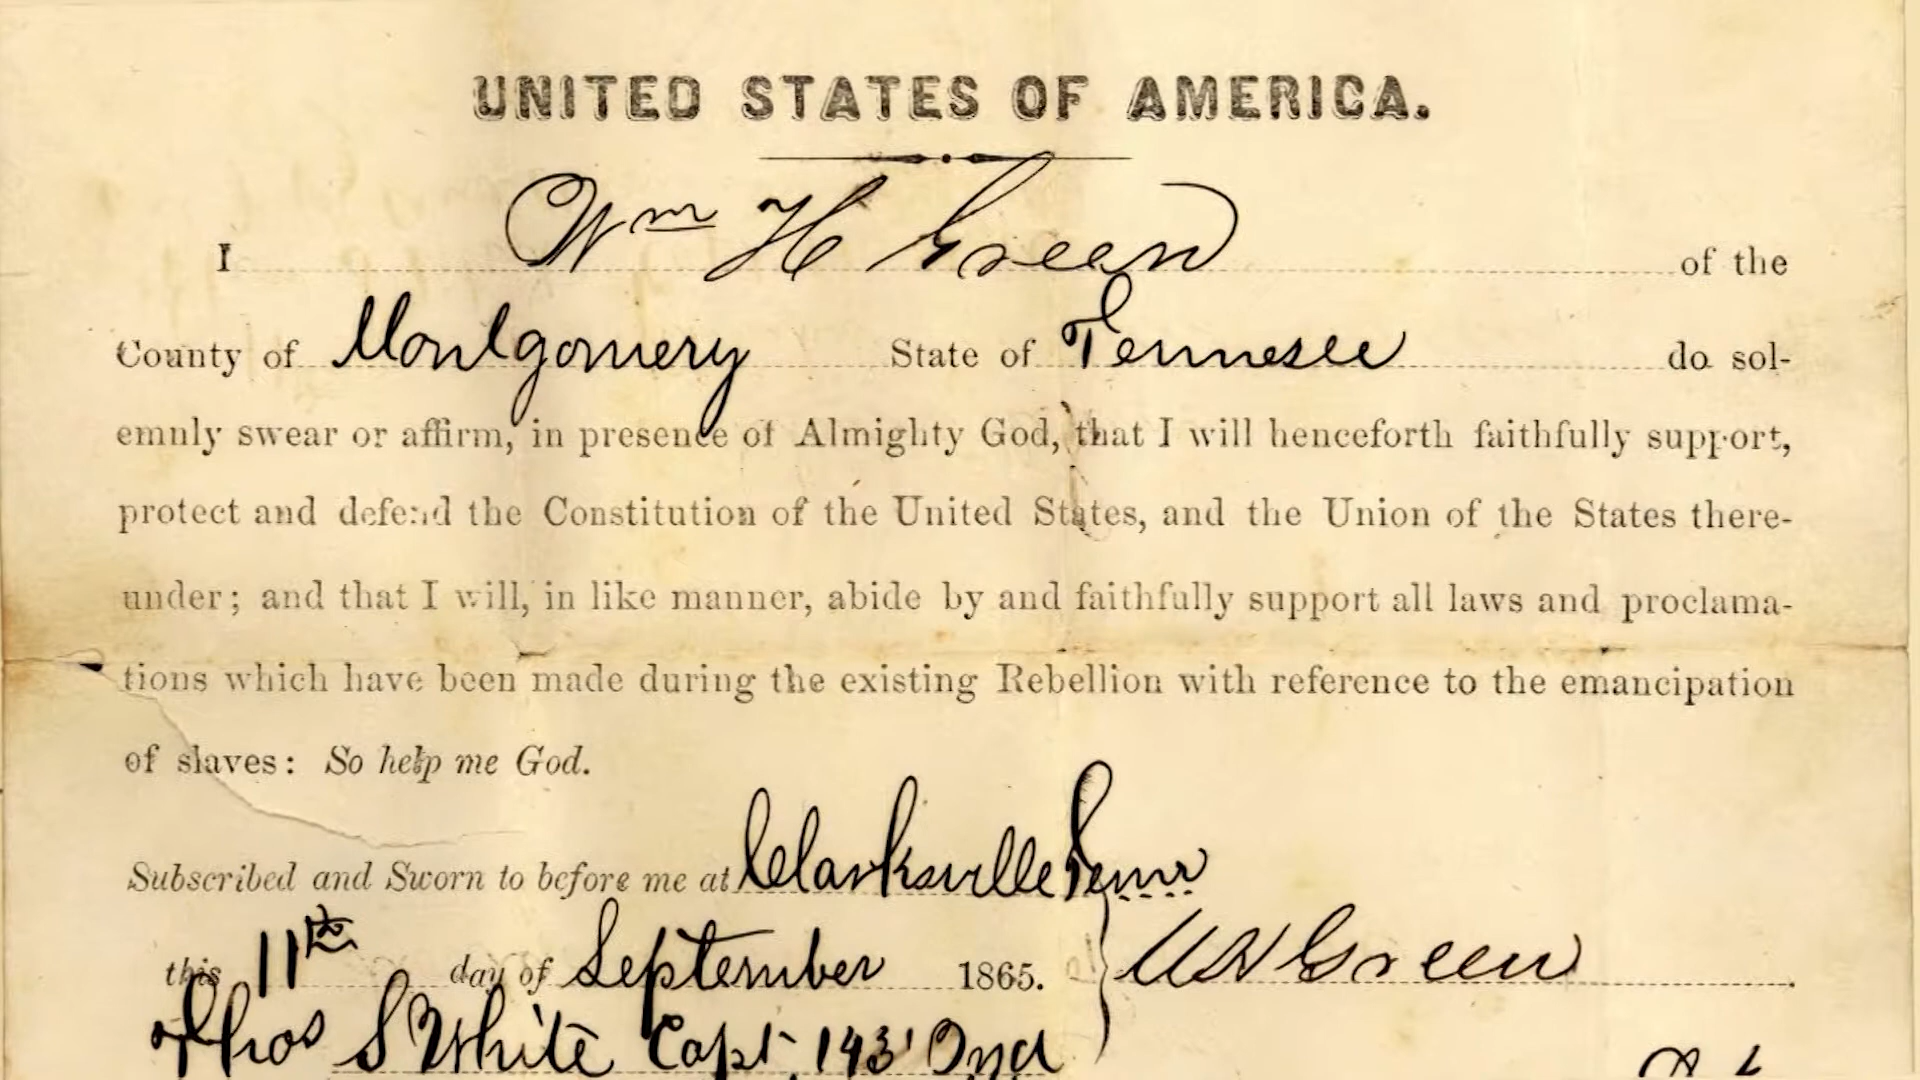 UNITED STATES OF AMERICA.
I Wm H Green of the
County of Montgomery State of Tennessee do sol-
emnly swear or affirm, in presence of Almighty God, that I will henceforth faithfully support,
protect and defend the Constitution of the United States, and the Union of the States there-
under; and that I will, in like manner, abide by and faithfully support all laws and proclama-
tions which have been made during the existing Rebellion with reference to the emancipation
of slaves: So help me God.
Subscribed and Sworn to before me at Clarksville Tenn
this 11th day of September 1865. W H Green
Thos S White Capt 143' Ind